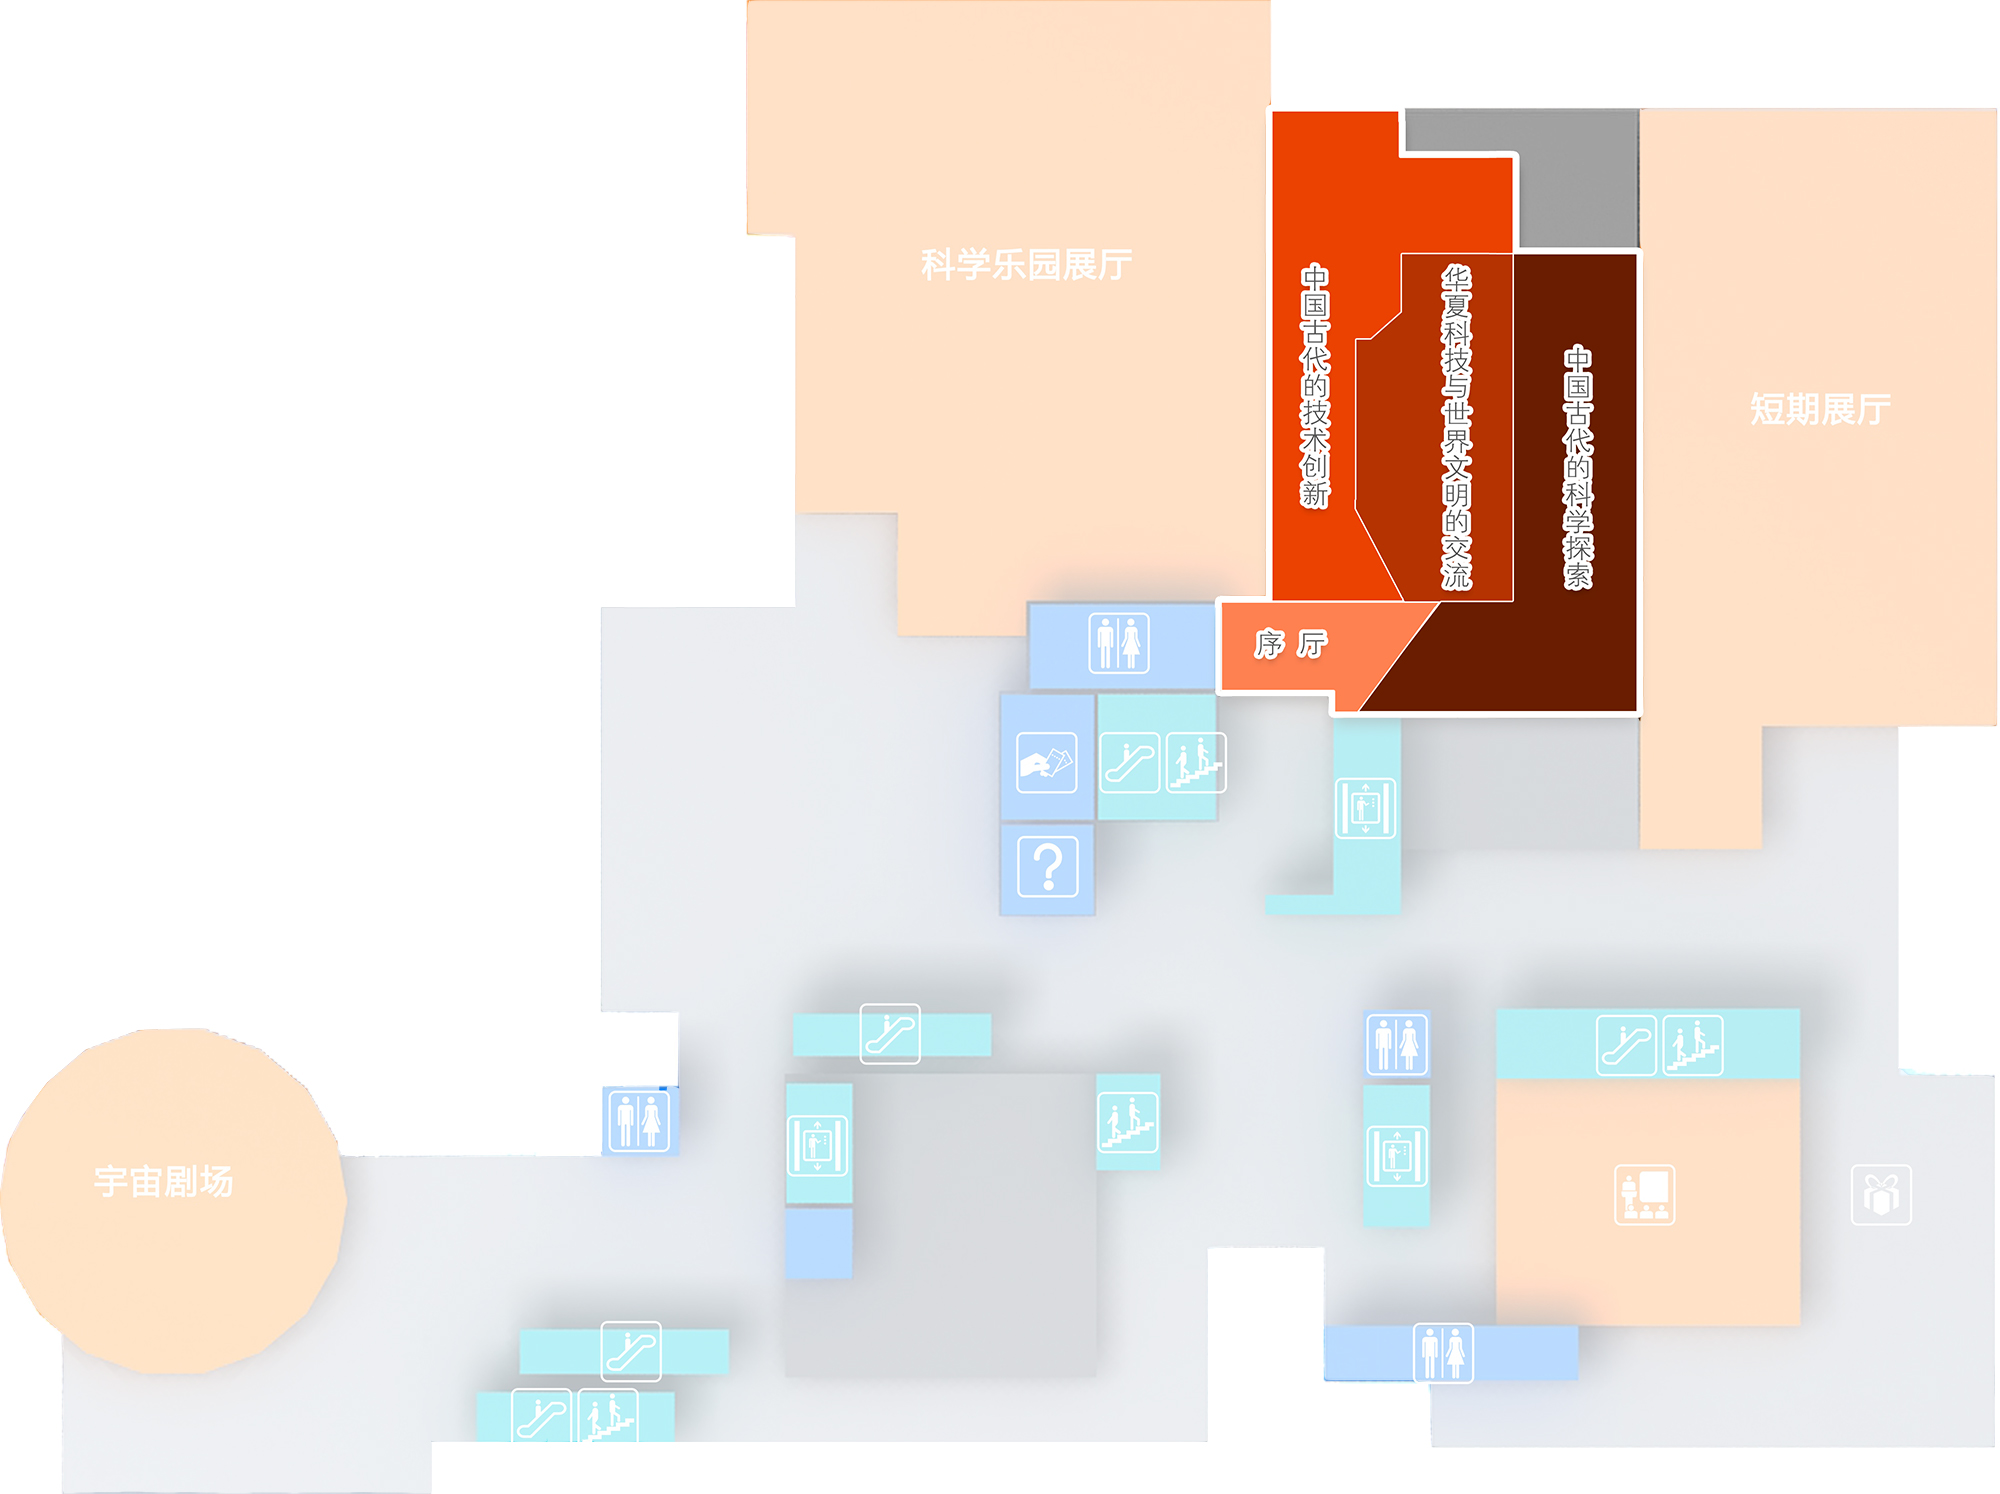 科学乐园展厅
中国古代的技术创新
华夏科技与世界文明的交流
中国古代的科学探索
短期展厅
序厅
宇宙剧场